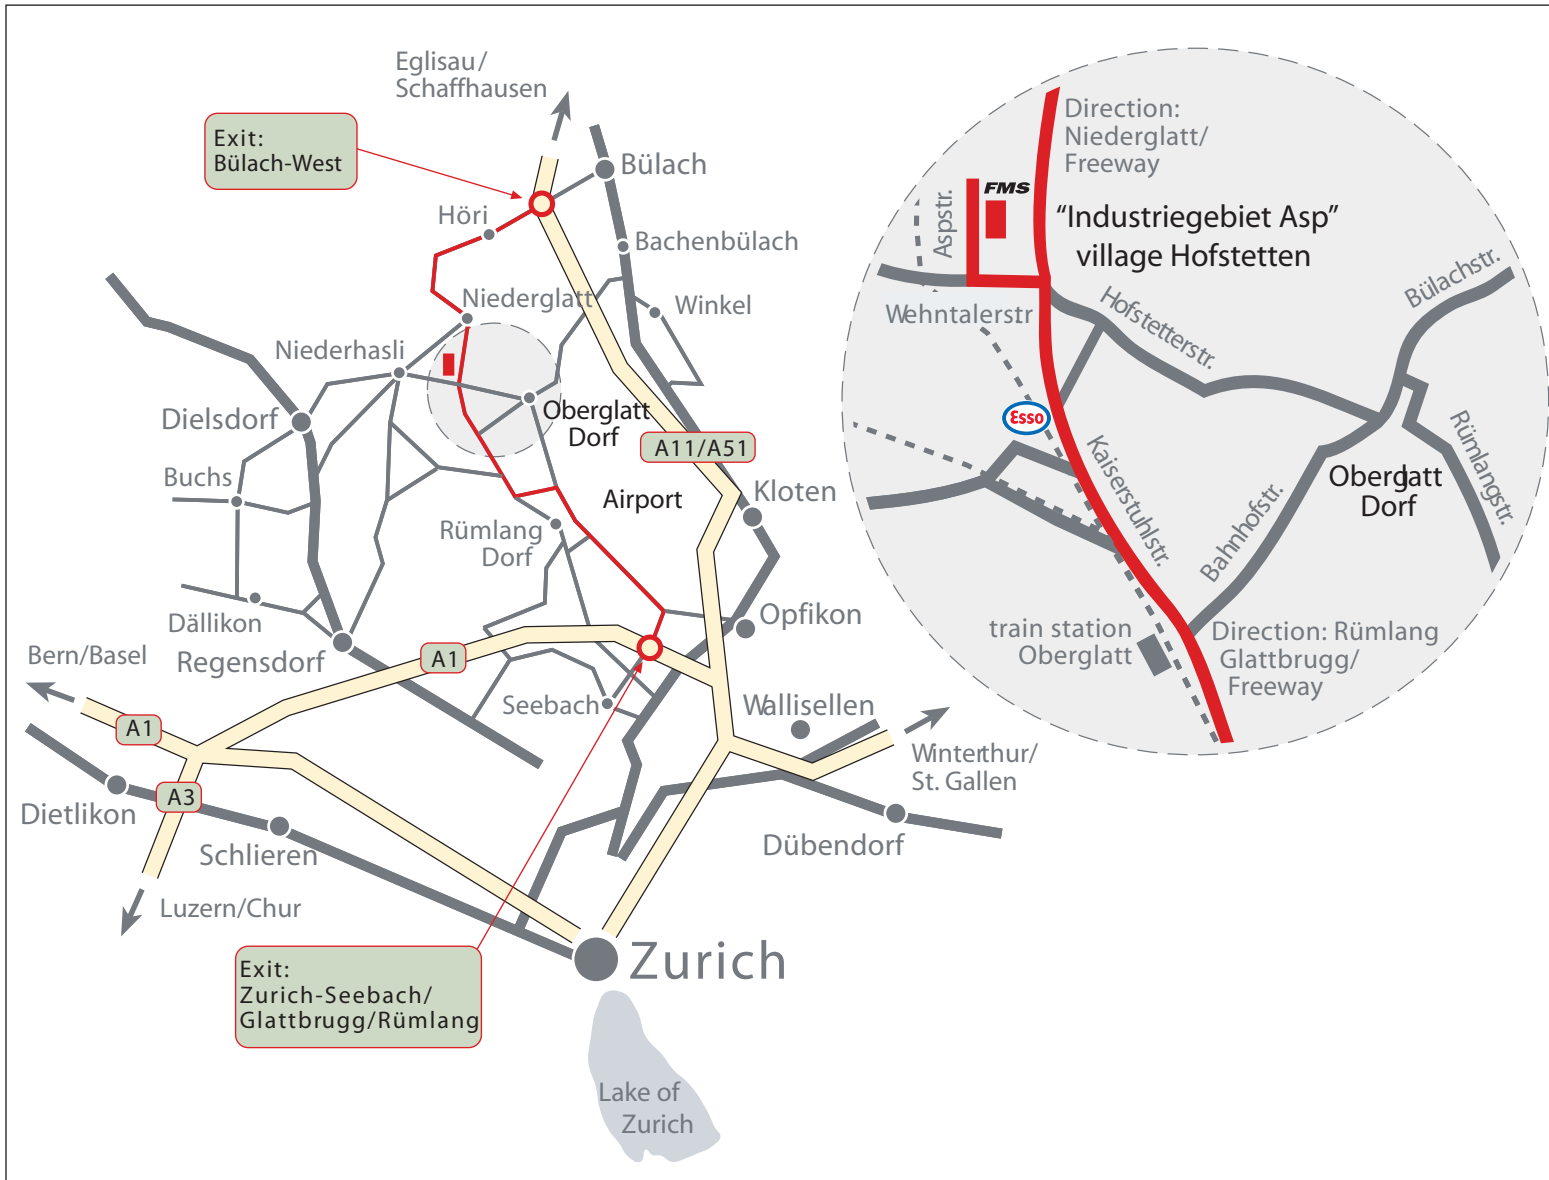 Eglisau/
Schaffhausen
Exit:
Bülach-West
Bülach
Höri
Bachenbülach
Niederglatt
Winkel
Niederhasli
Dielsdorf
Oberglatt
Dorf
A11/A51
Buchs
Airport
Kloten
Rümlang
Dorf
Dällikon
Opfikon
Bern/Basel
Regensdorf
A1
Seebach
Wallisellen
A1
Winterthur/
St. Gallen
A3
Dietlikon
Schlieren
Dübendorf
Luzern/Chur
Zurich
Exit:
Zurich-Seebach/
Glattbrugg/Rümlang
Lake of
Zurich
Direction:
Niederglatt/
Freeway
FMS
Aspstr.
“Industriegebiet Asp”
village Hofstetten
Wehntalerstr
Hofstetterstr.
Bülachstr.
Esso
Kaiserstuhlstr.
Oberglatt
Dorf
Rümlangstr.
Bahnhofstr.
train station
Oberglatt
Direction: Rümlang
Glattbrugg/
Freeway